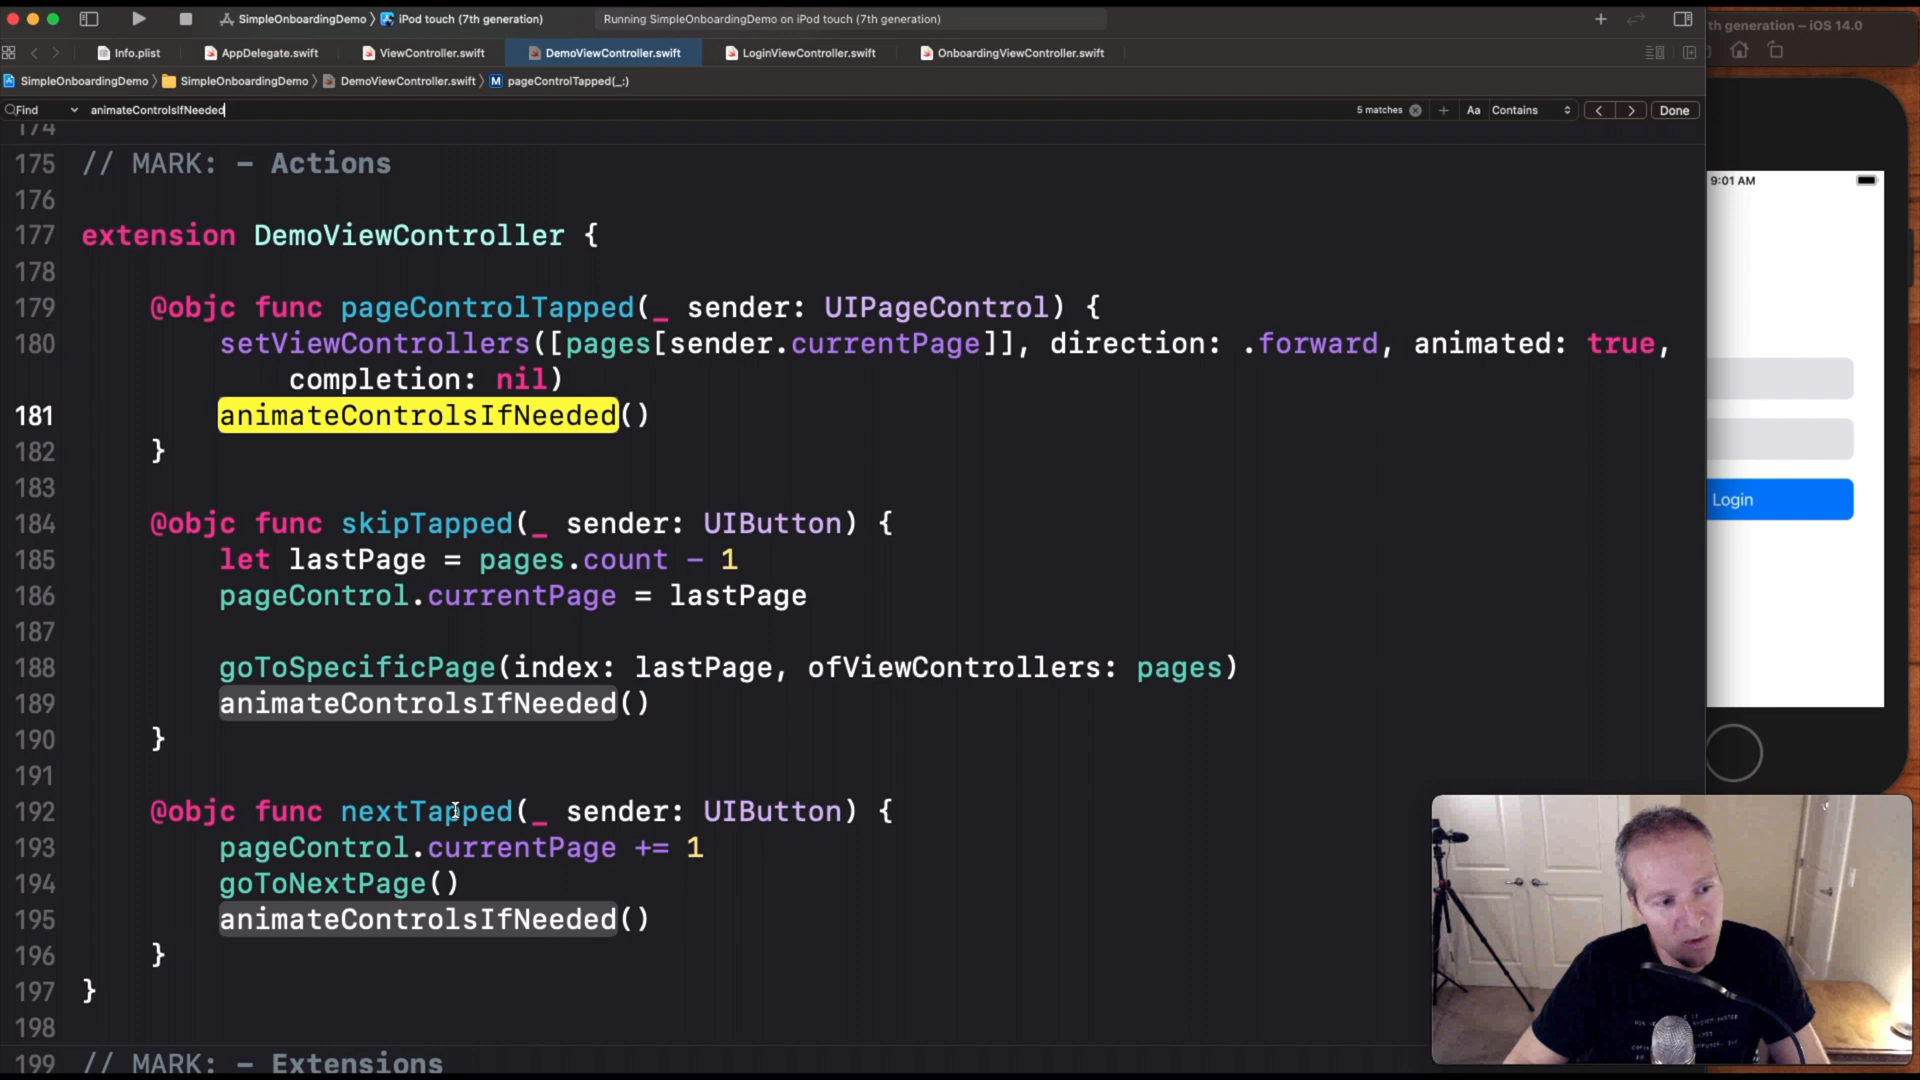 SimpleOnboardingDemo
iPod touch (7th generation)
Running SimpleOnboardingDemo on iPod touch (7th generation)
th generation – iOS 14.0
Info.plist
AppDelegate.swift
ViewController.swift
DemoViewController.swift
LoginViewController.swift
OnboardingViewController.swift
SimpleOnboardingDemo
SimpleOnboardingDemo
DemoViewController.swift
M pageControlTapped(_:)
Find
animateControlsIfNeeded
5 matches
Aa
Contains
Done
174
175 // MARK: - Actions
176
177 extension DemoViewController {
178
179 @objc func pageControlTapped(_ sender: UIPageControl) {
180 setViewControllers([pages[sender.currentPage]], direction: .forward, animated: true,
completion: nil)
181 animateControlsIfNeeded()
182 }
183
184 @objc func skipTapped(_ sender: UIButton) {
185 let lastPage = pages.count - 1
186 pageControl.currentPage = lastPage
187
188 goToSpecificPage(index: lastPage, ofViewControllers: pages)
189 animateControlsIfNeeded()
190 }
191
192 @objc func nextTapped(_ sender: UIButton) {
193 pageControl.currentPage += 1
194 goToNextPage()
195 animateControlsIfNeeded()
196 }
197 }
198
199 // MARK: - Extensions
9:01 AM
Login